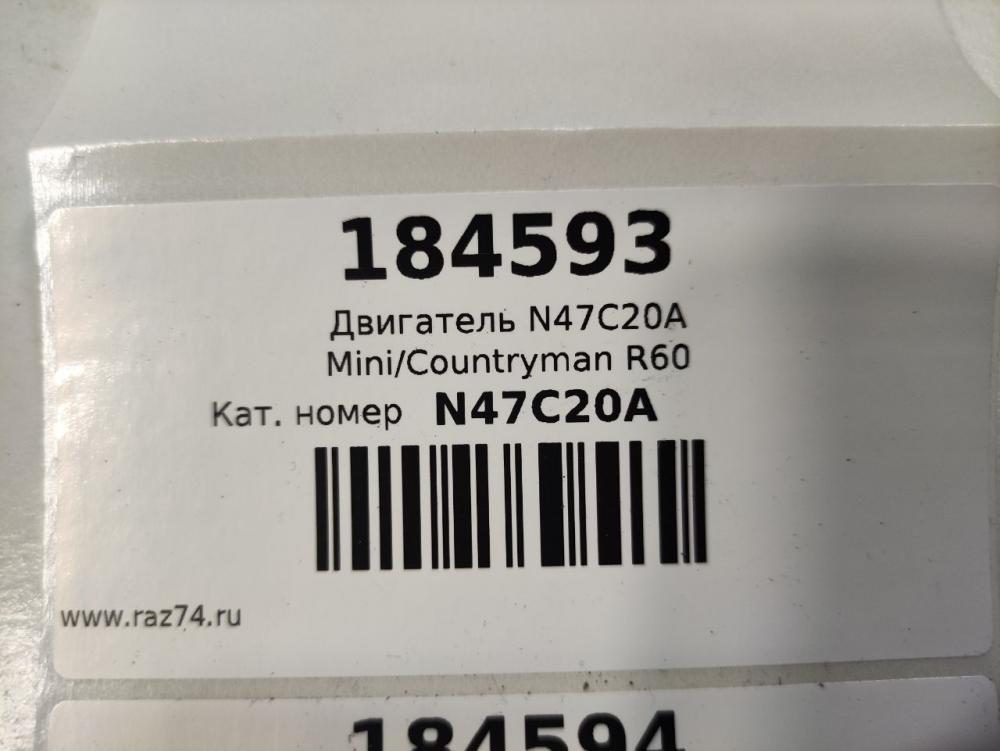 184593
Двигатель N47C20A
Mini/Countryman R60
Кат. номер N47C20A
www.raz74.ru
184594